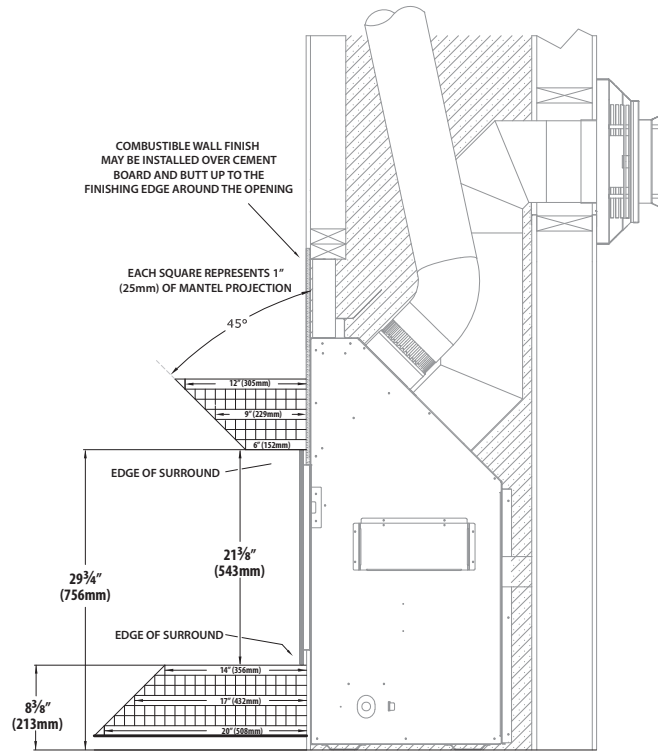 COMBUSTIBLE WALL FINISH
MAY BE INSTALLED OVER CEMENT
BOARD AND BUTT UP TO THE
FINISHING EDGE AROUND THE OPENING
EACH SQUARE REPRESENTS 1"
(25mm) OF MANTEL PROJECTION
45°
12" (305mm)
9" (229mm)
6" (152mm)
EDGE OF SURROUND
21⅜"
(543mm)
29¾"
(756mm)
EDGE OF SURROUND
14" (356mm)
17" (432mm)
20" (508mm)
8⅜"
(213mm)